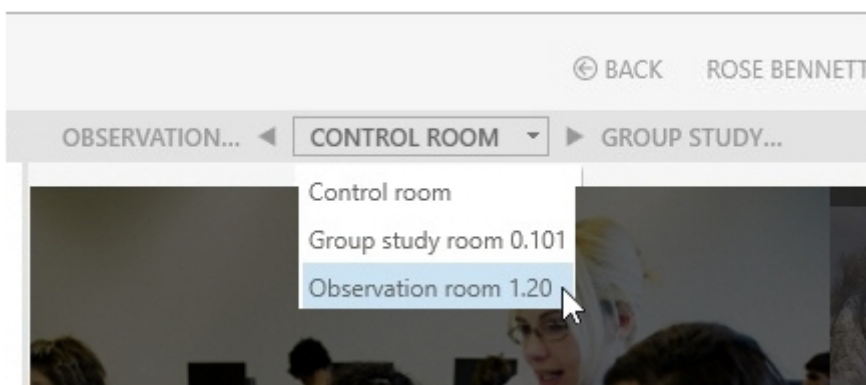 BACK ROSE BENNETT
OBSERVATION... CONTROL ROOM GROUP STUDY...
Control room
Group study room 0.101
Observation room 1.20